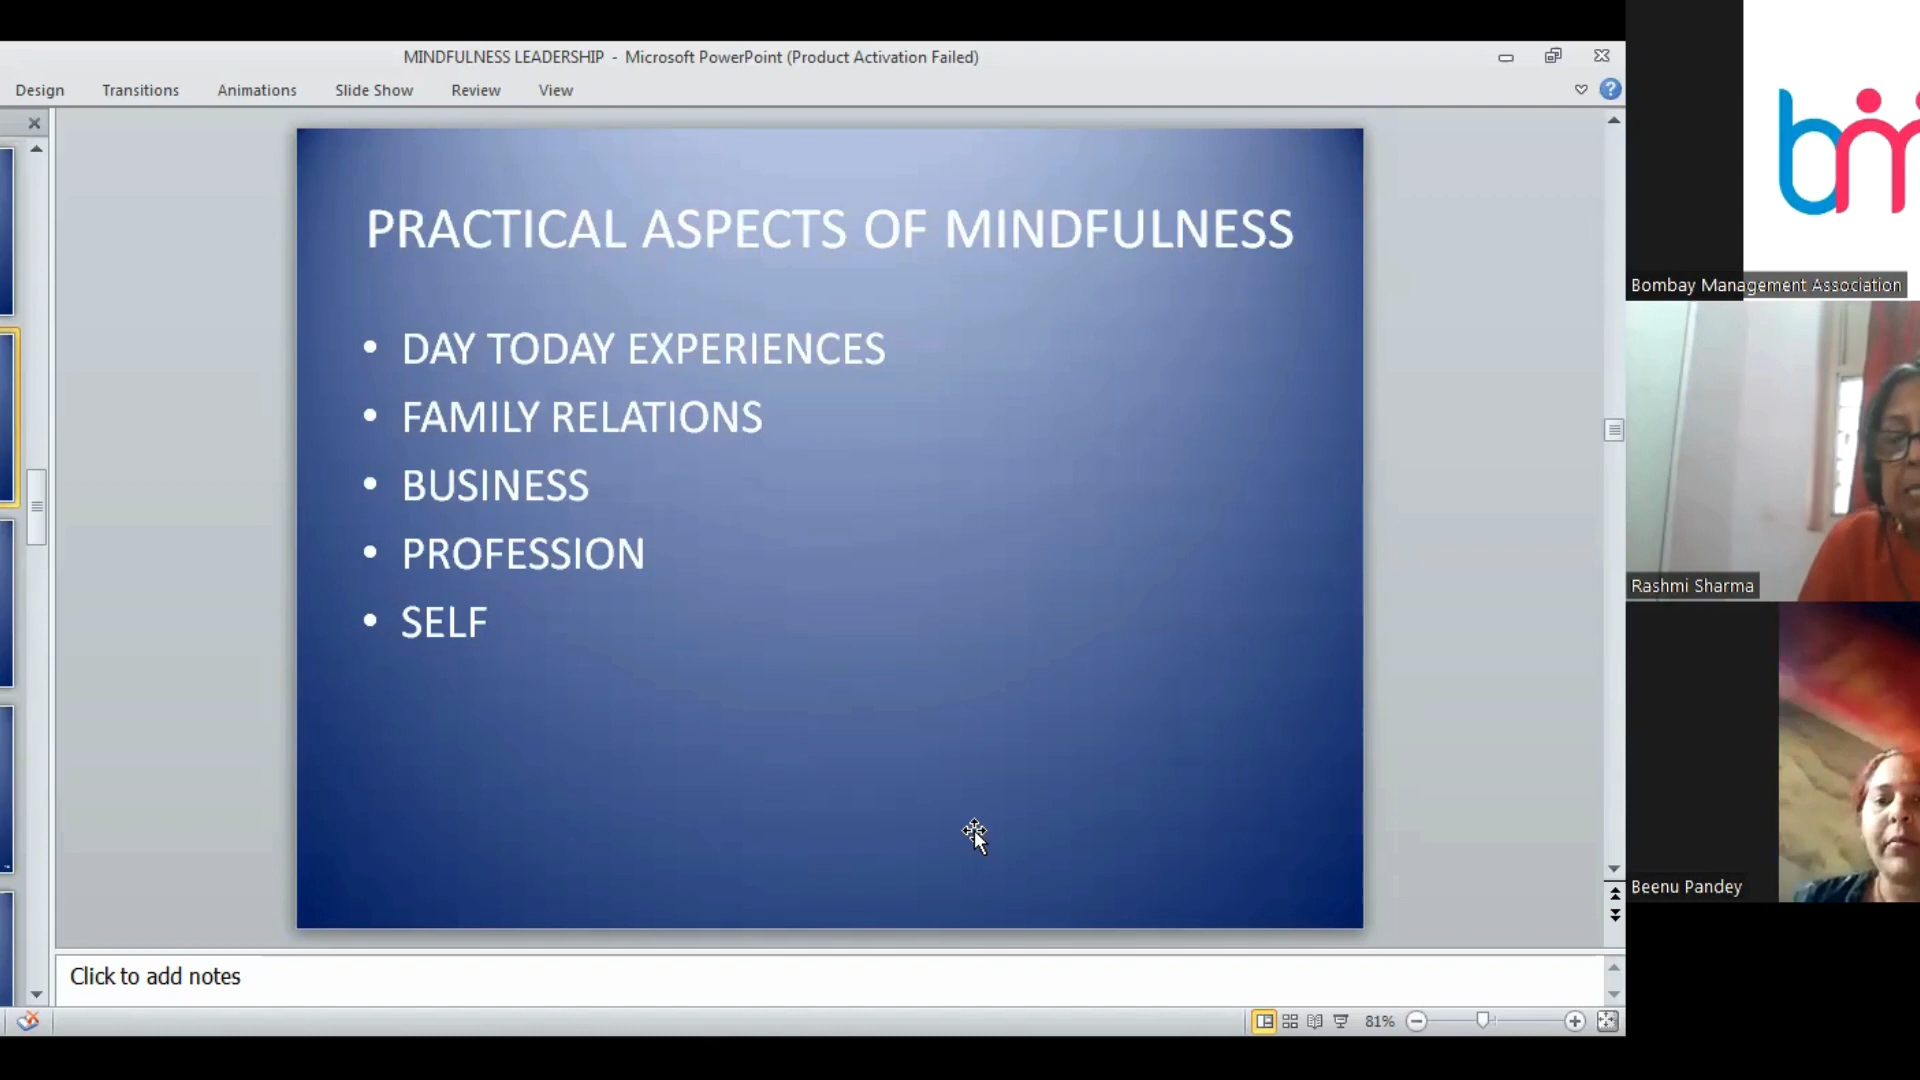 MINDFULNESS LEADERSHIP - Microsoft PowerPoint (Product Activation Failed)
Design Transitions Animations Slide Show Review View
PRACTICAL ASPECTS OF MINDFULNESS
• DAY TODAY EXPERIENCES
• FAMILY RELATIONS
• BUSINESS
• PROFESSION
• SELF
Click to add notes
81%
bm
Bombay Management Association
Rashmi Sharma
Beenu Pandey